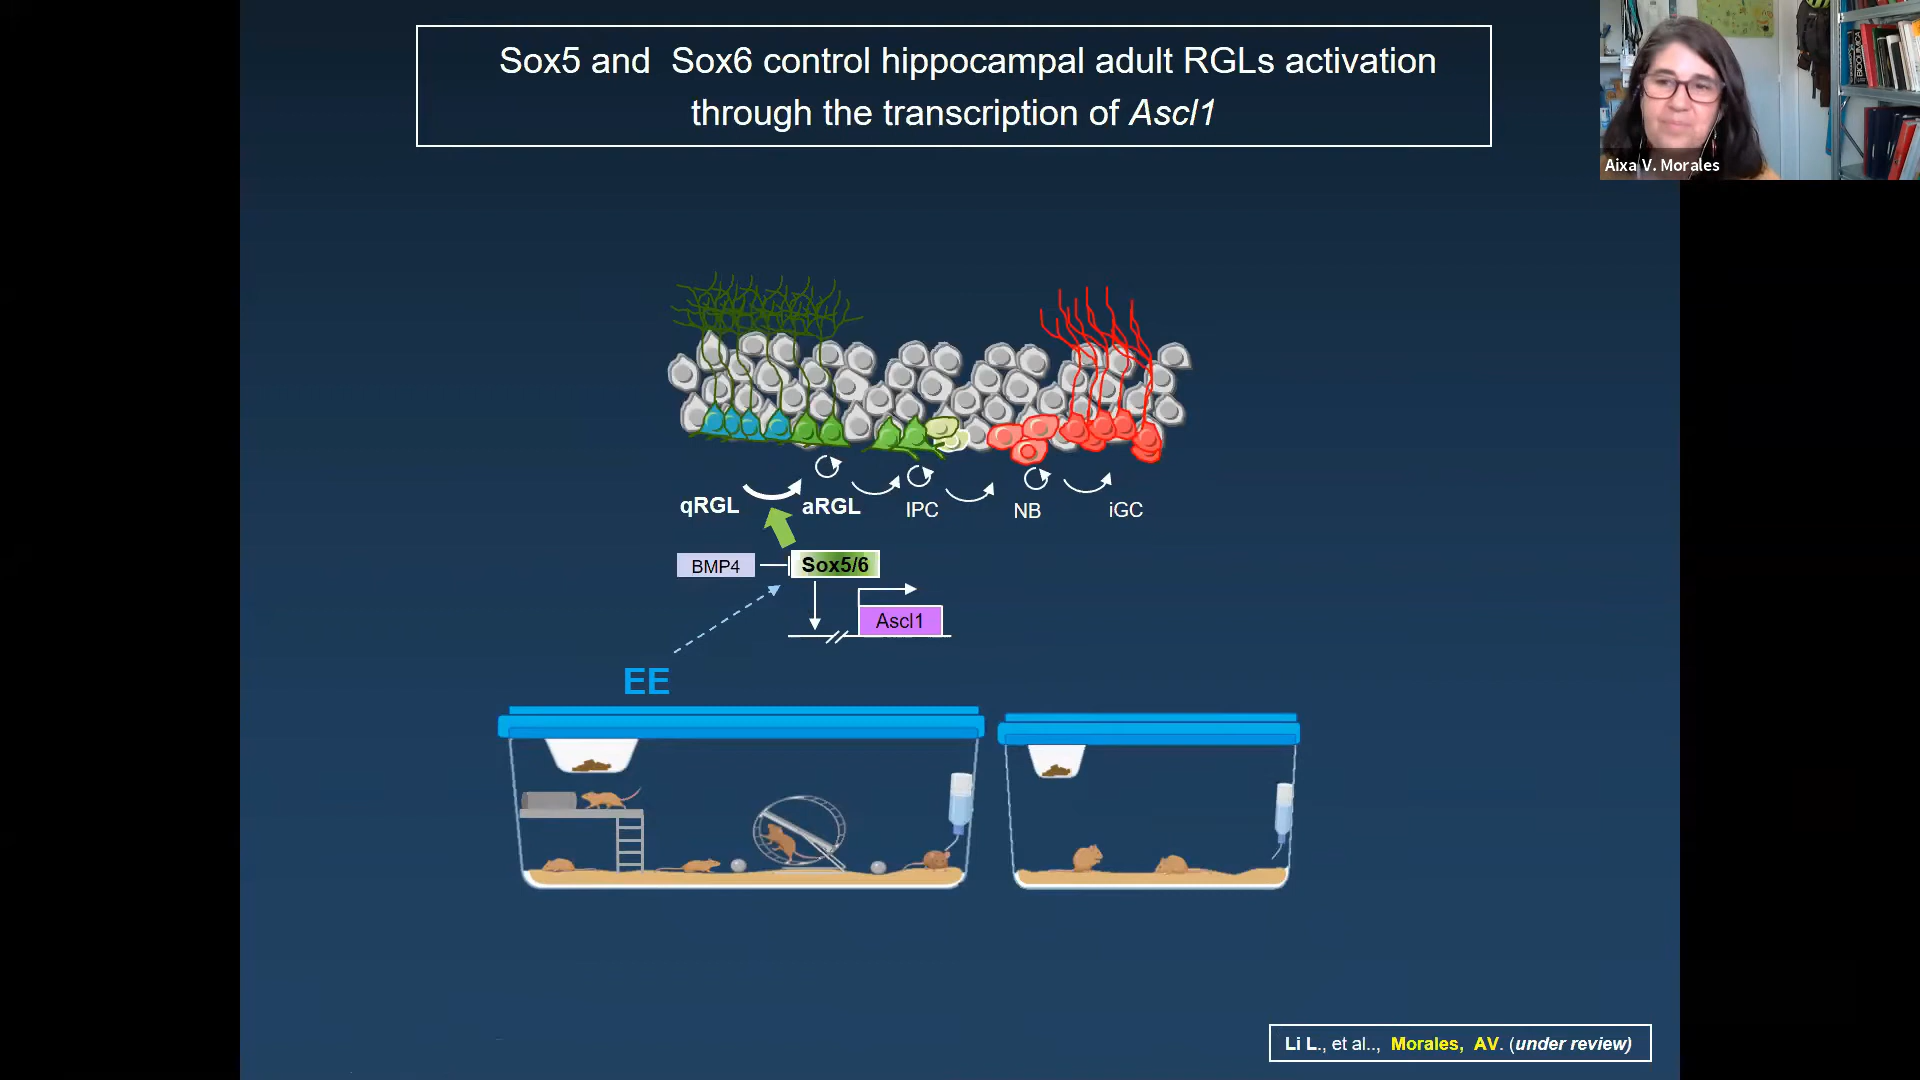 Sox5 and Sox6 control hippocampal adult RGLs activation
through the transcription of Ascl1
BIOQUIMICA
Aixa V. Morales
qRGL
aRGL
IPC
NB
iGC
BMP4
Sox5/6
Ascl1
EE
Li L., et al.., Morales, AV. (under review)